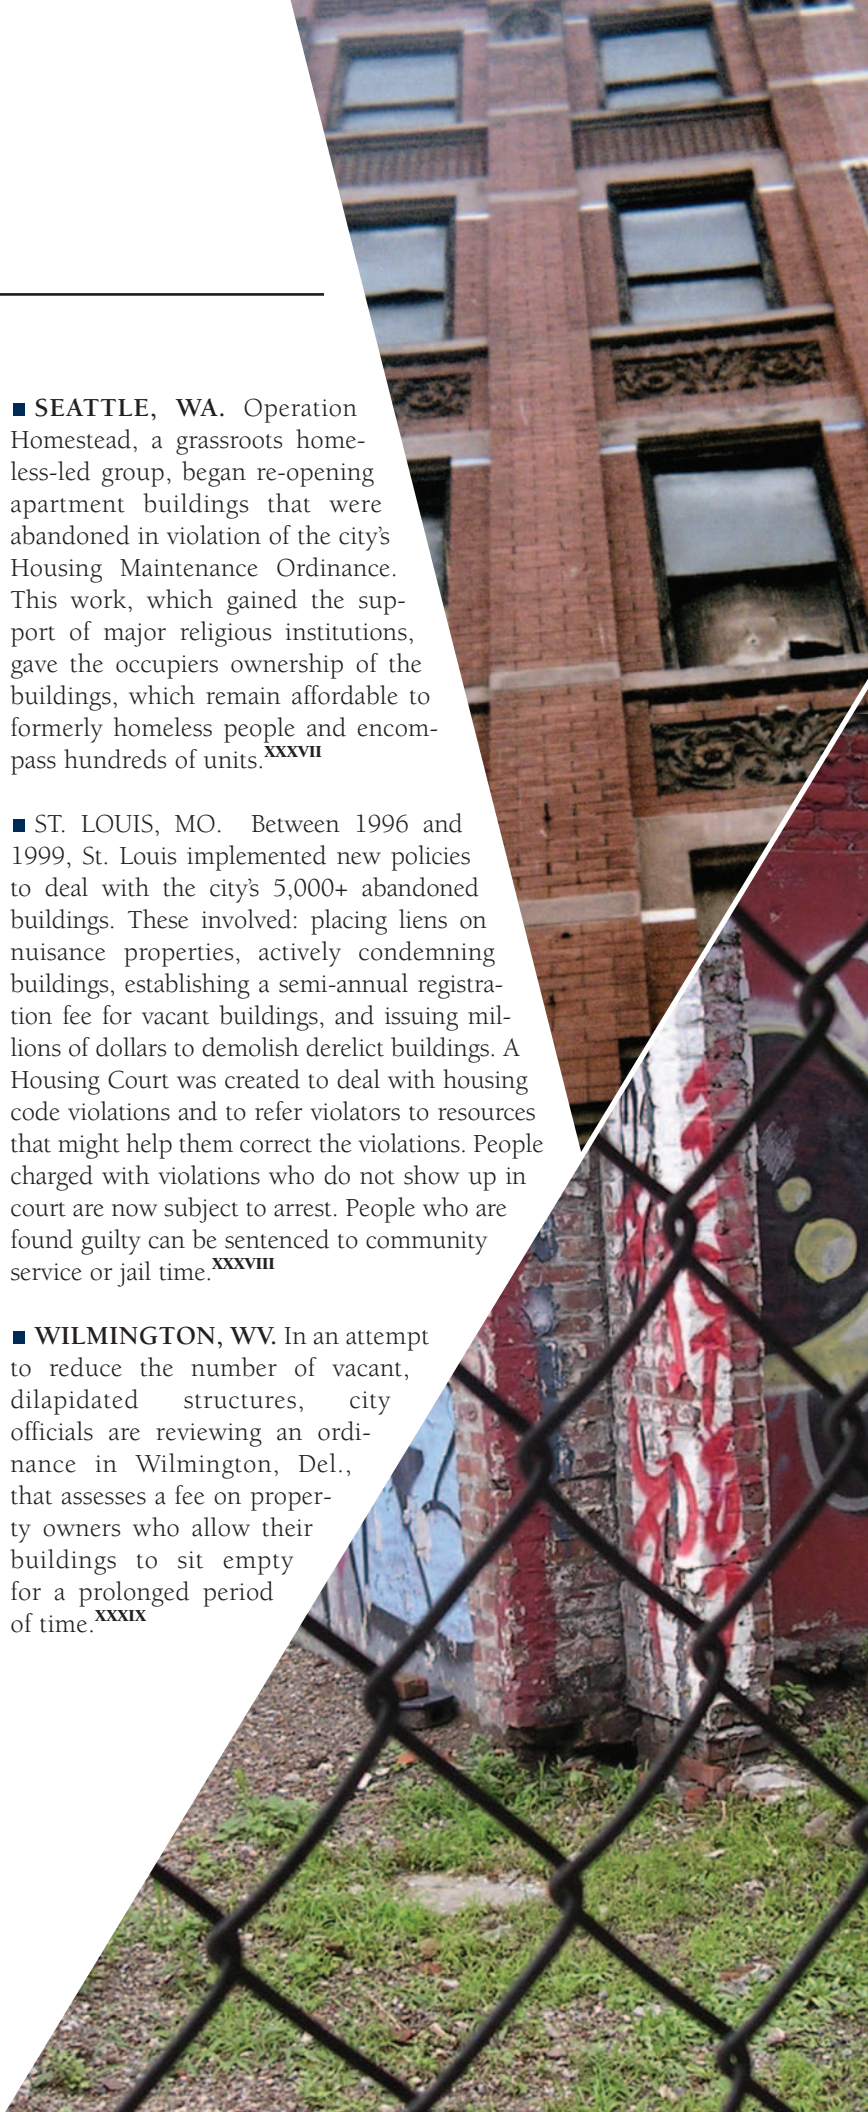 ■ SEATTLE, WA. Operation
Homestead, a grassroots home-
less-led group, began re-opening
apartment buildings that were
abandoned in violation of the city's
Housing Maintenance Ordinance.
This work, which gained the sup-
port of major religious institutions,
gave the occupiers ownership of the
buildings, which remain affordable to
formerly homeless people and encom-
pass hundreds of units.XXXVII
■ ST. LOUIS, MO. Between 1996 and
1999, St. Louis implemented new policies
to deal with the city's 5,000+ abandoned
buildings. These involved: placing liens on
nuisance properties, actively condemning
buildings, establishing a semi-annual registra-
tion fee for vacant buildings, and issuing mil-
lions of dollars to demolish derelict buildings. A
Housing Court was created to deal with housing
code violations and to refer violators to resources
that might help them correct the violations. People
charged with violations who do not show up in
court are now subject to arrest. People who are
found guilty can be sentenced to community
service or jail time.XXXVIII
■ WILMINGTON, WV. In an attempt
to reduce the number of vacant,
dilapidated structures, city
officials are reviewing an ordi-
nance in Wilmington, Del.,
that assesses a fee on proper-
ty owners who allow their
buildings to sit empty
for a prolonged period
of time.XXXIX